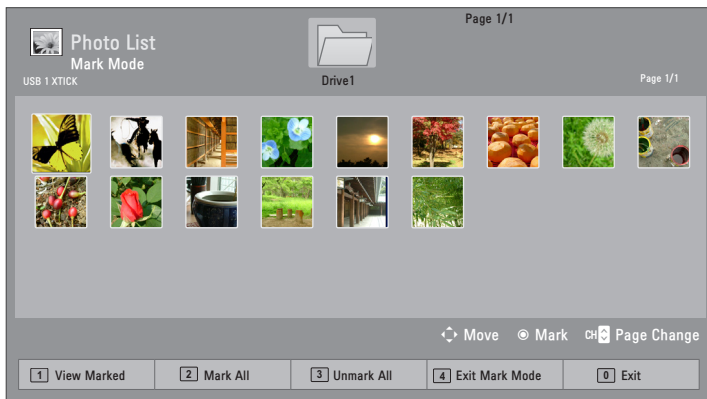 Page 1/1
Photo List
Mark Mode
USB 1 XTICK
Drive1
Page 1/1
Move Mark CH Page Change
1 View Marked 2 Mark All 3 Unmark All 4 Exit Mark Mode 0 Exit